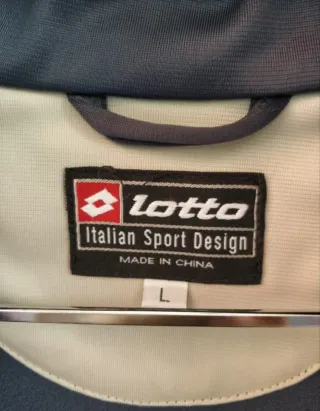 lotto
Italian Sport Design
MADE IN CHINA
L